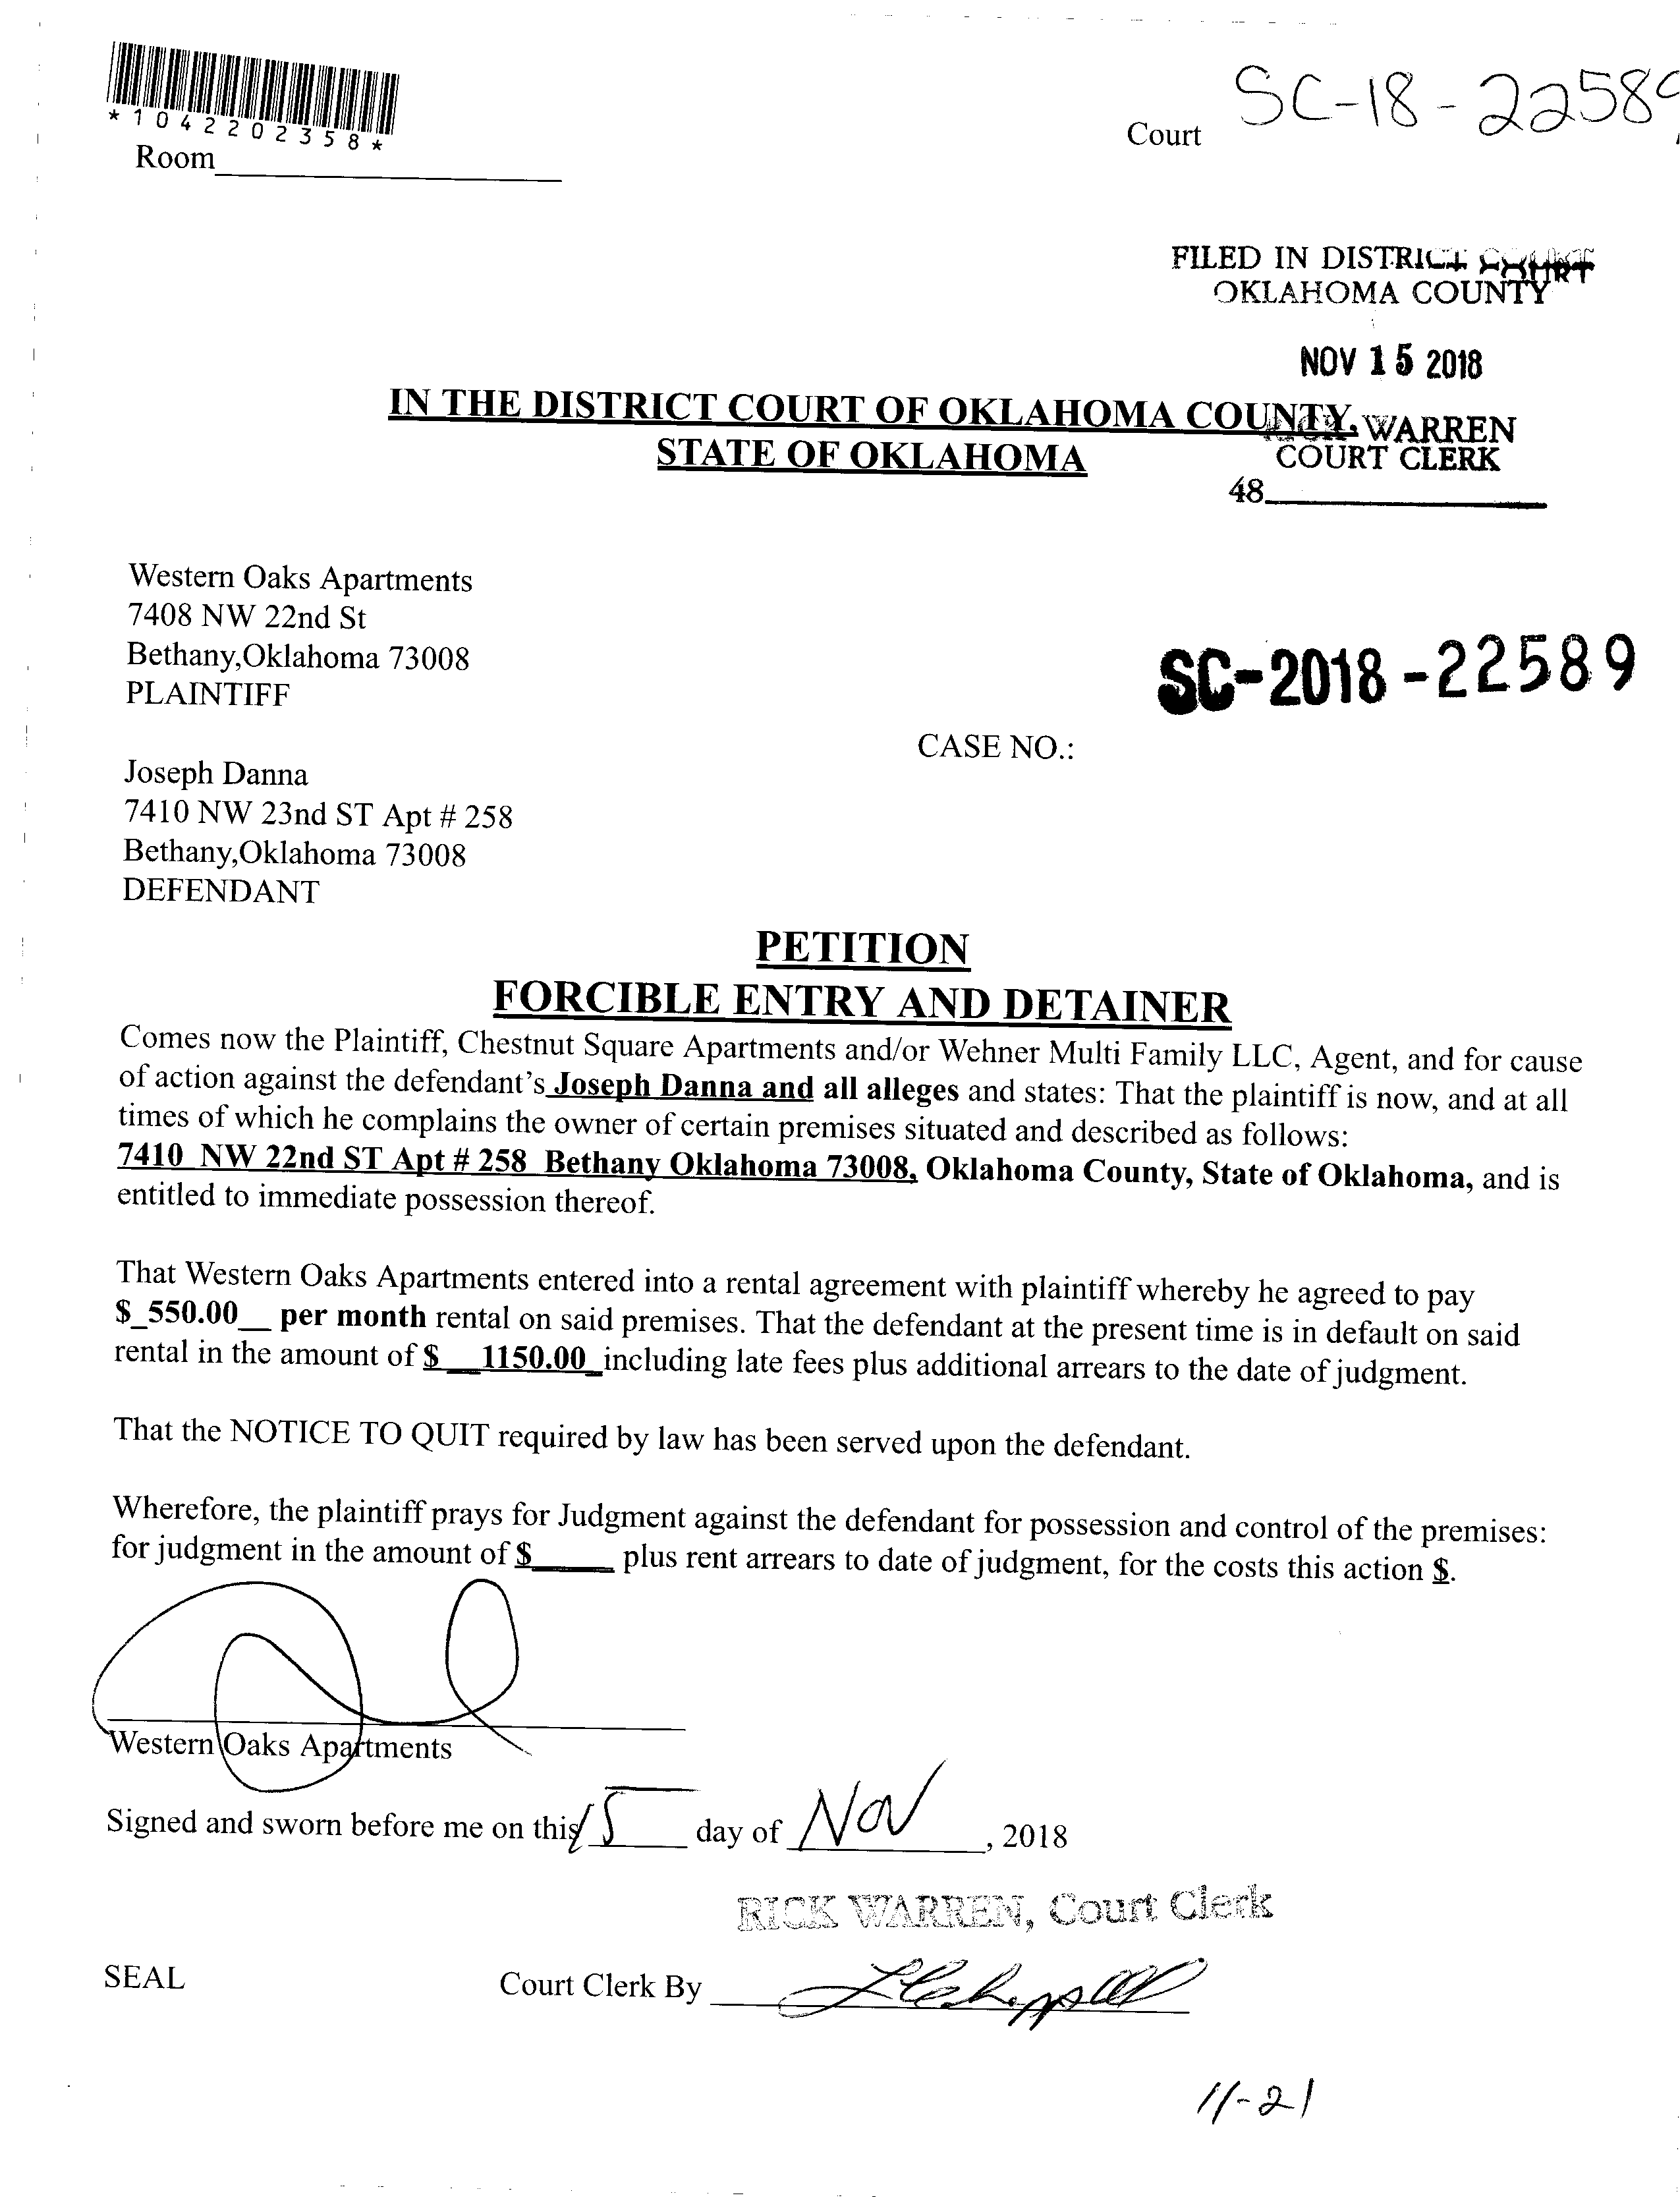 *1042202358*
Room
Court
SC-18-22589
FILED IN DISTRICT COURT
OKLAHOMA COUNTY
NOV 15 2018
IN THE DISTRICT COURT OF OKLAHOMA COUNTY,
STATE OF OKLAHOMA
WARREN
COURT CLERK
48
Western Oaks Apartments
7408 NW 22nd St
Bethany,Oklahoma 73008
PLAINTIFF
SC-2018-22589
CASE NO.:
Joseph Danna
7410 NW 23nd ST Apt # 258
Bethany,Oklahoma 73008
DEFENDANT
PETITION
FORCIBLE ENTRY AND DETAINER
Comes now the Plaintiff, Chestnut Square Apartments and/or Wehner Multi Family LLC, Agent, and for cause
of action against the defendant's Joseph Danna and all alleges and states: That the plaintiff is now, and at all
times of which he complains the owner of certain premises situated and described as follows:
7410 NW 22nd ST Apt # 258 Bethany Oklahoma 73008, Oklahoma County, State of Oklahoma, and is
entitled to immediate possession thereof.
That Western Oaks Apartments entered into a rental agreement with plaintiff whereby he agreed to pay
$_550.00__ per month rental on said premises. That the defendant at the present time is in default on said
rental in the amount of $__1150.00_including late fees plus additional arrears to the date of judgment.
That the NOTICE TO QUIT required by law has been served upon the defendant.
Wherefore, the plaintiff prays for Judgment against the defendant for possession and control of the premises:
for judgment in the amount of $_____ plus rent arrears to date of judgment, for the costs this action $.
Western Oaks Apartments
Signed and sworn before me on this 15 day of Nov, 2018
RICK WARREN, Court Clerk
SEAL
Court Clerk By
11-21